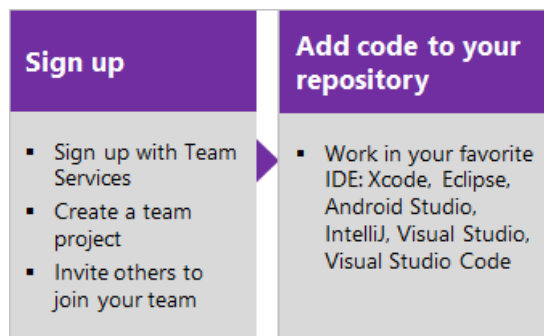 Sign up
▪ Sign up with Team
Services
▪ Create a team
project
▪ Invite others to
join your team
Add code to your
repository
▪ Work in your favorite
IDE: Xcode, Eclipse,
Android Studio,
IntelliJ, Visual Studio,
Visual Studio Code